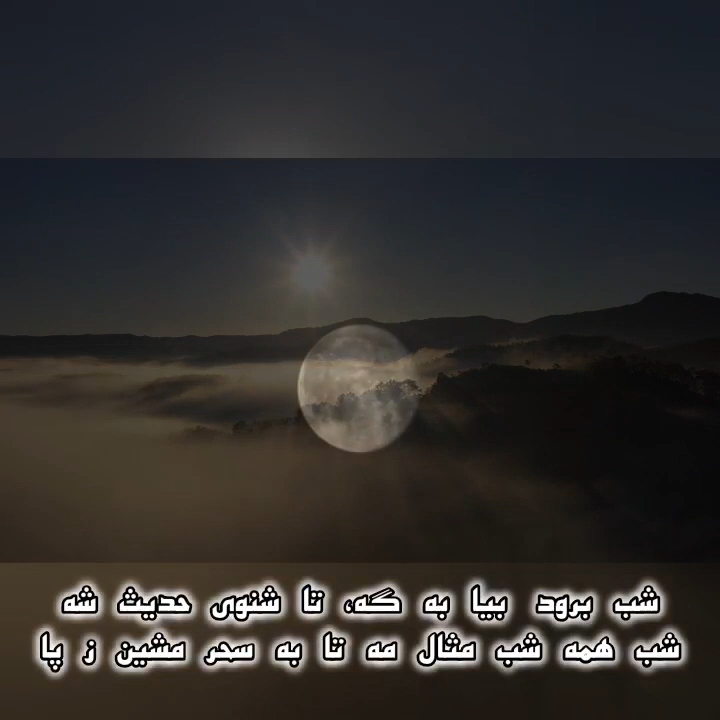 شب برود بیا به گه، تا شنوی حدیث شه
شب همه شب مثال مه تا به سحر مشین ز پا